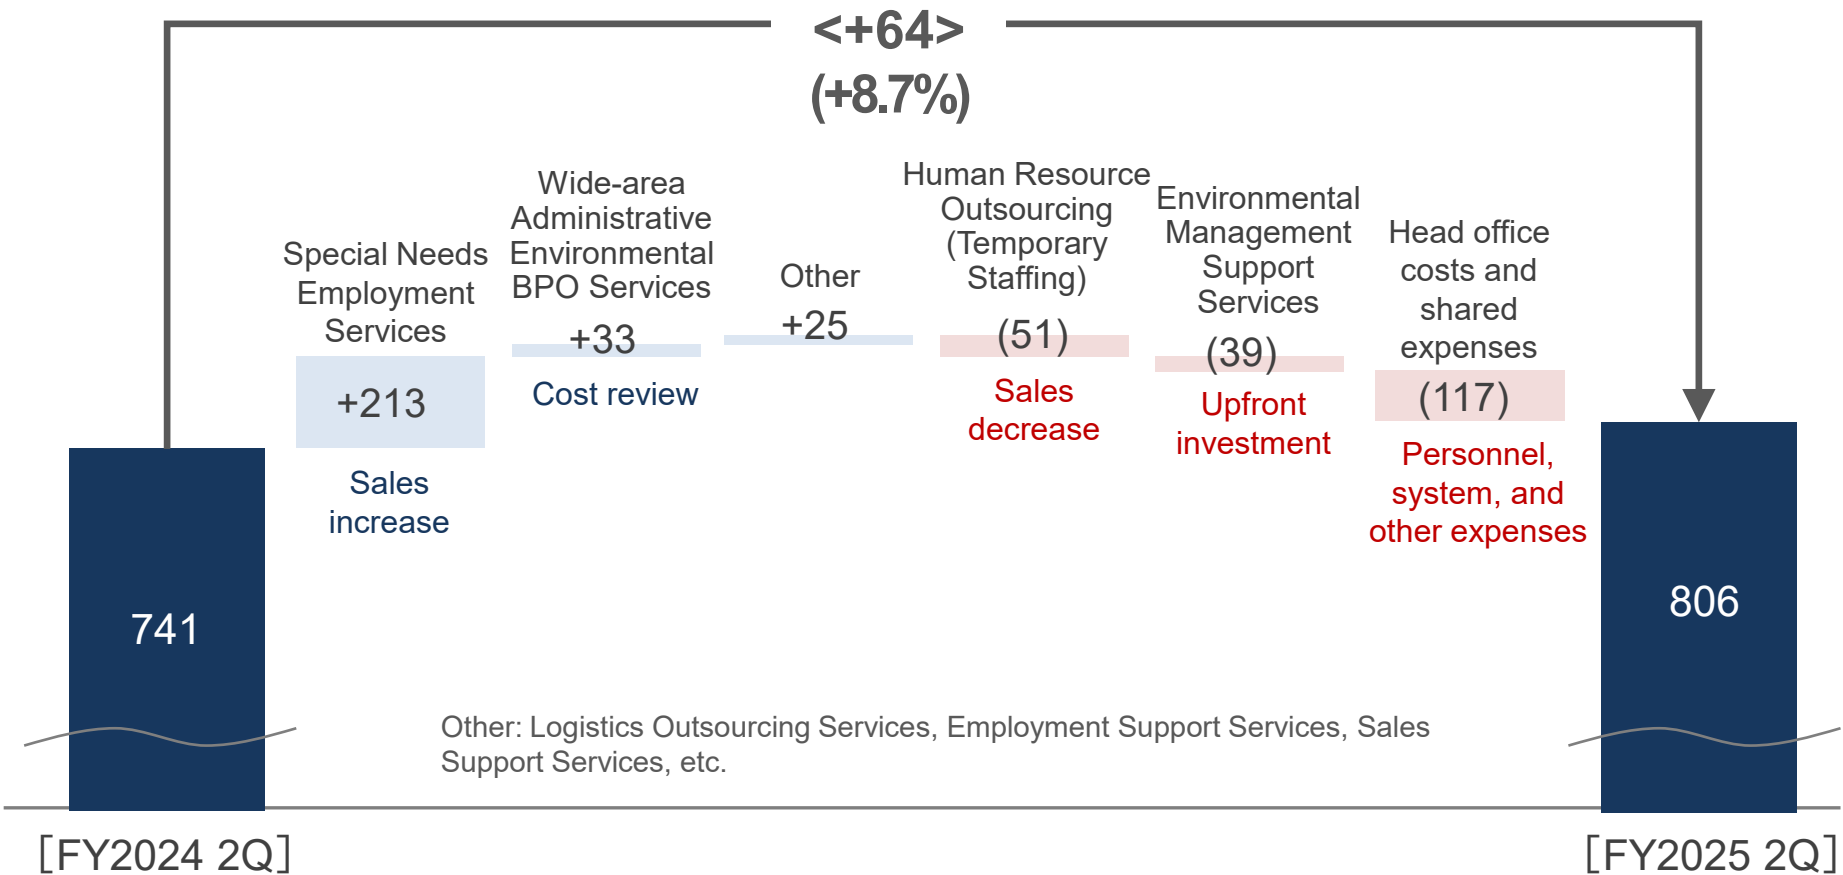 <+64>
(+8.7%)
Special Needs
Employment
Services
+213
Sales
increase
Wide-area
Administrative
Environmental
BPO Services
+33
Cost review
Other
+25
Human Resource
Outsourcing
(Temporary
Staffing)
(51)
Sales
decrease
Environmental
Management
Support
Services
(39)
Upfront
investment
Head office
costs and
shared
expenses
(117)
Personnel,
system, and
other expenses
741
806
Other: Logistics Outsourcing Services, Employment Support Services, Sales
Support Services, etc.
[FY2024 2Q]
[FY2025 2Q]